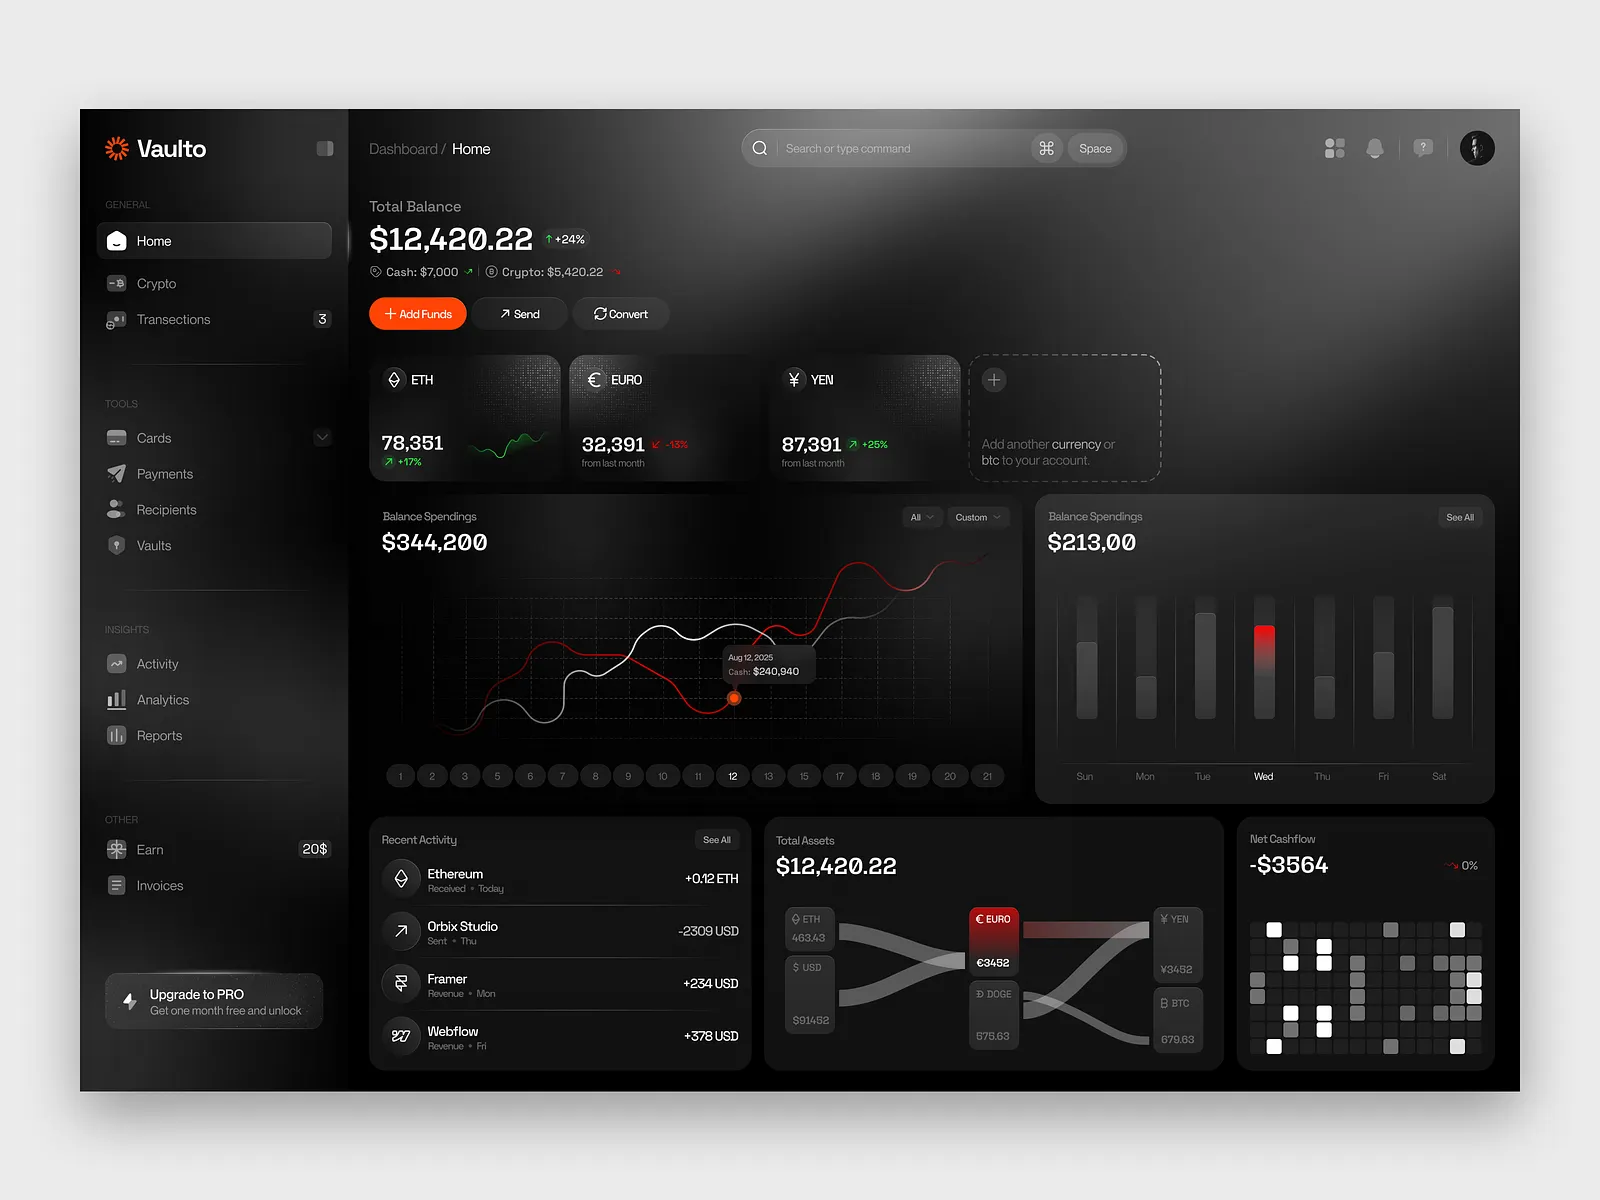 Vaulto
GENERAL
Home
Crypto
Transections
3
TOOLS
Cards
Payments
Recipients
Vaults
INSIGHTS
Activity
Analytics
Reports
OTHER
Earn
20$
Invoices
Upgrade to PRO
Get one month free and unlock
Dashboard / Home
Search or type command
⌘
Space
?
Total Balance
$12,420.22
+24%
Cash: $7,000
Crypto: $5,420.22
+ Add Funds
Send
Convert
ETH
78,351
+17%
€ EURO
32,391
-13%
from last month
¥ YEN
87,391
+25%
from last month
+
Add another currency or
btc to your account.
Balance Spendings
$344,200
All
Custom
Aug 12, 2025
Cash: $240,940
1 2 3 5 6 7 8 9 10 11 12 13 15 17 18 19 20 21
Balance Spendings
$213,00
See All
Sun Mon Tue Wed Thu Fri Sat
Recent Activity
See All
Ethereum
Received • Today
+0.12 ETH
Orbix Studio
Sent • Thu
-2309 USD
Framer
Revenue • Mon
+234 USD
Webflow
Revenue • Fri
+378 USD
Total Assets
$12,420.22
ETH
463.43
$ USD
$91452
€ EURO
€3452
Ð DOGE
575.63
¥ YEN
¥3452
₿ BTC
679.63
Net Cashflow
-$3564
0%